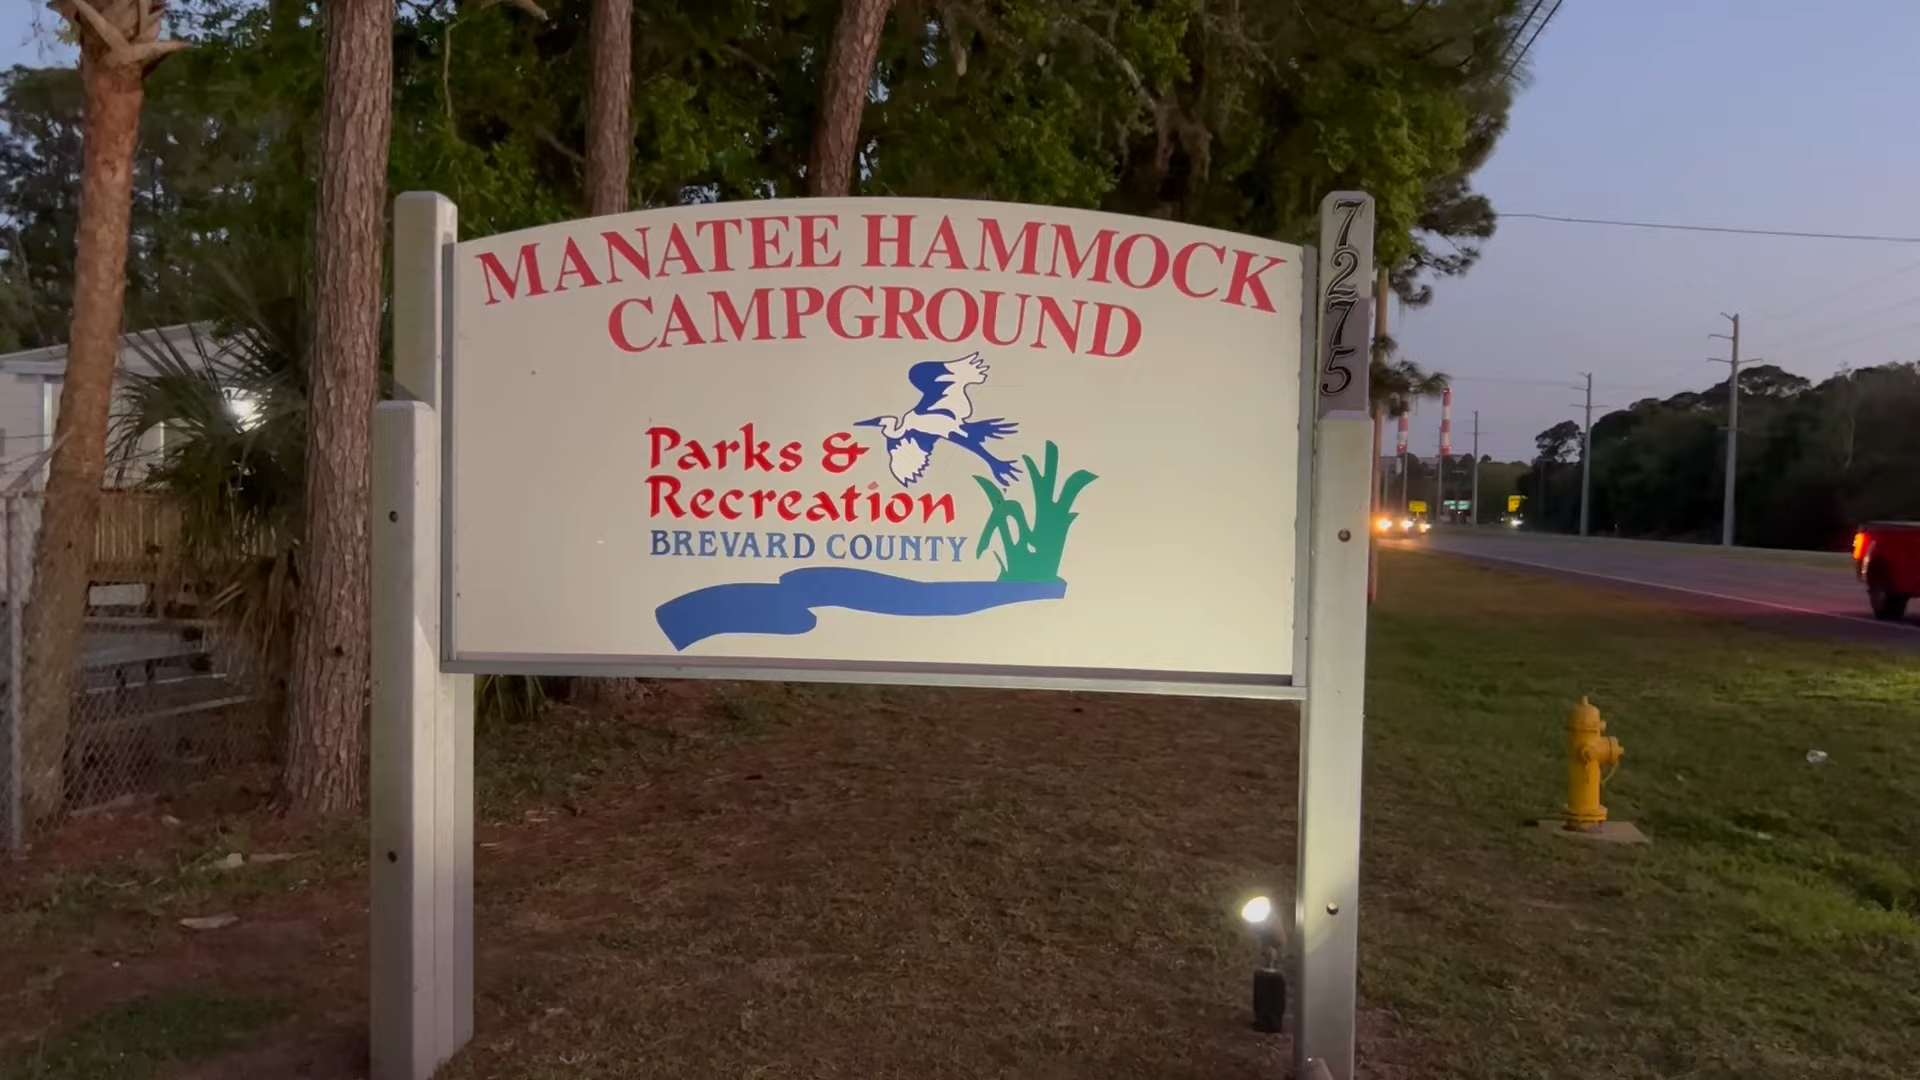 MANATEE HAMMOCK
CAMPGROUND
Parks &
Recreation
BREVARD COUNTY
7275